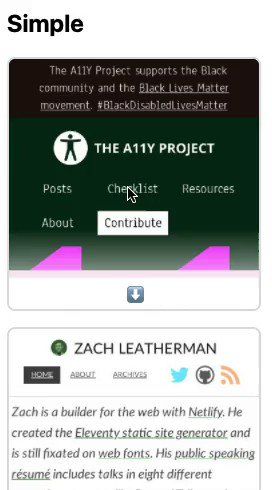 Simple
The A11Y Project supports the Black
community and the Black Lives Matter
movement. #BlackDisabledLivesMatter
THE A11Y PROJECT
Posts Checklist Resources
About Contribute
ZACH LEATHERMAN
HOME ABOUT ARCHIVES
Zach is a builder for the web with Netlify. He
created the Eleventy static site generator and
is still fixated on web fonts. His public speaking
résumé includes talks in eight different